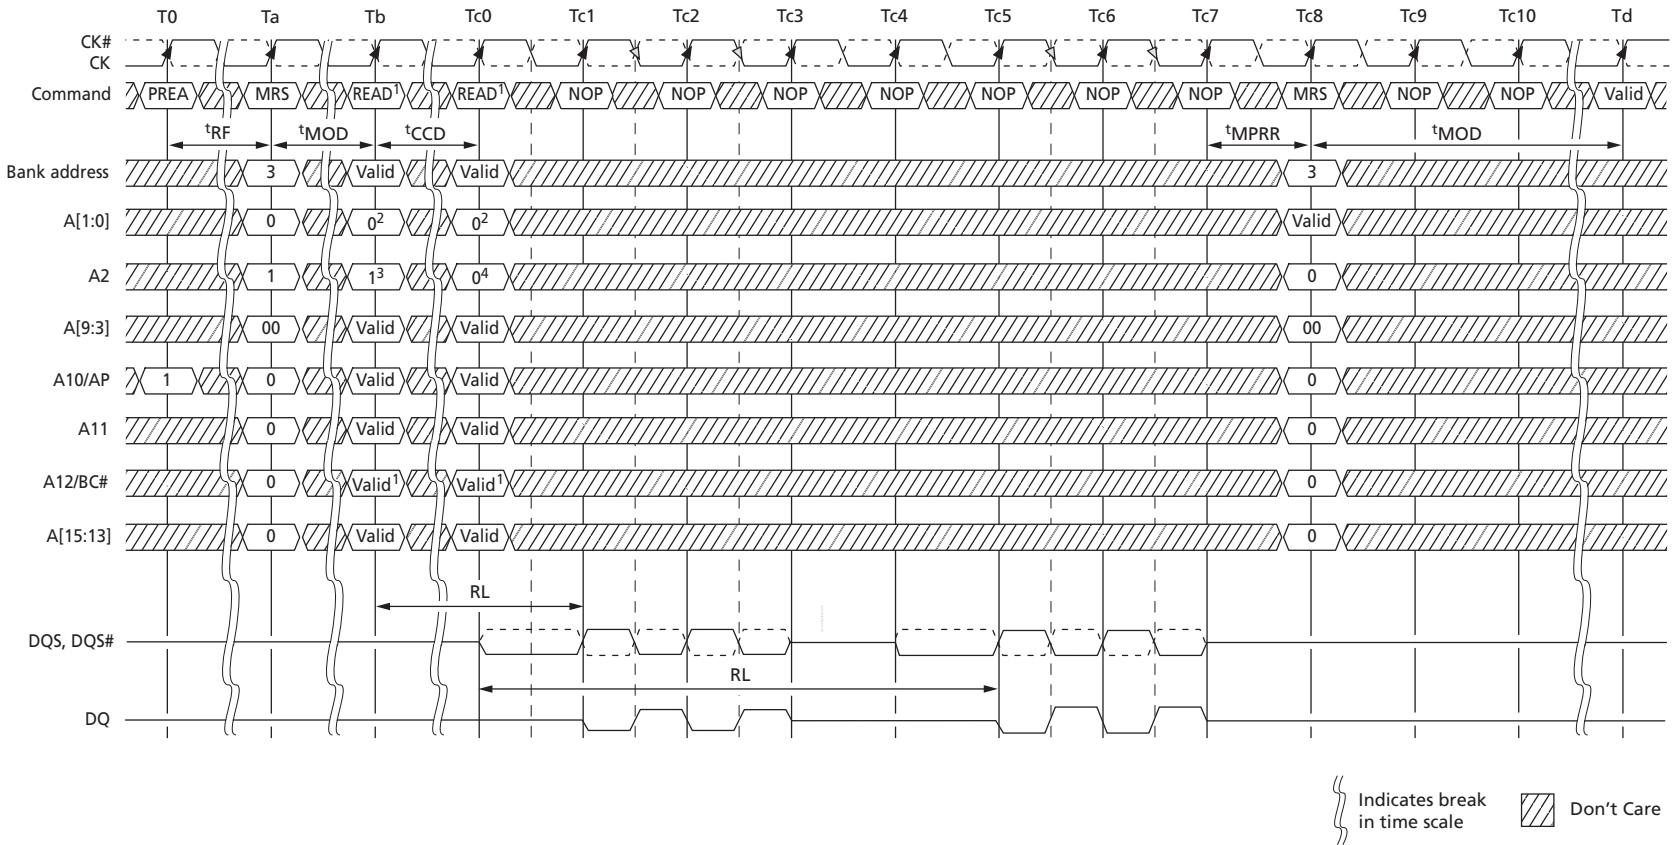 T0 Ta Tb Tc0 Tc1 Tc2 Tc3 Tc4 Tc5 Tc6 Tc7 Tc8 Tc9 Tc10 Td
CK#
CK
Command PREA MRS READ¹ READ¹ NOP NOP NOP NOP NOP NOP NOP MRS NOP NOP Valid
tRF tMOD tCCD tMPRR tMOD
Bank address 3 Valid Valid 3
A[1:0] 0 0² 0² Valid
A2 1 1³ 0⁴ 0
A[9:3] 00 Valid Valid 00
A10/AP 1 0 Valid Valid 0
A11 0 Valid Valid 0
A12/BC# 0 Valid¹ Valid¹ 0
A[15:13] 0 Valid Valid 0
RL
DQS, DQS#
RL
DQ
Indicates break
in time scale
Don't Care